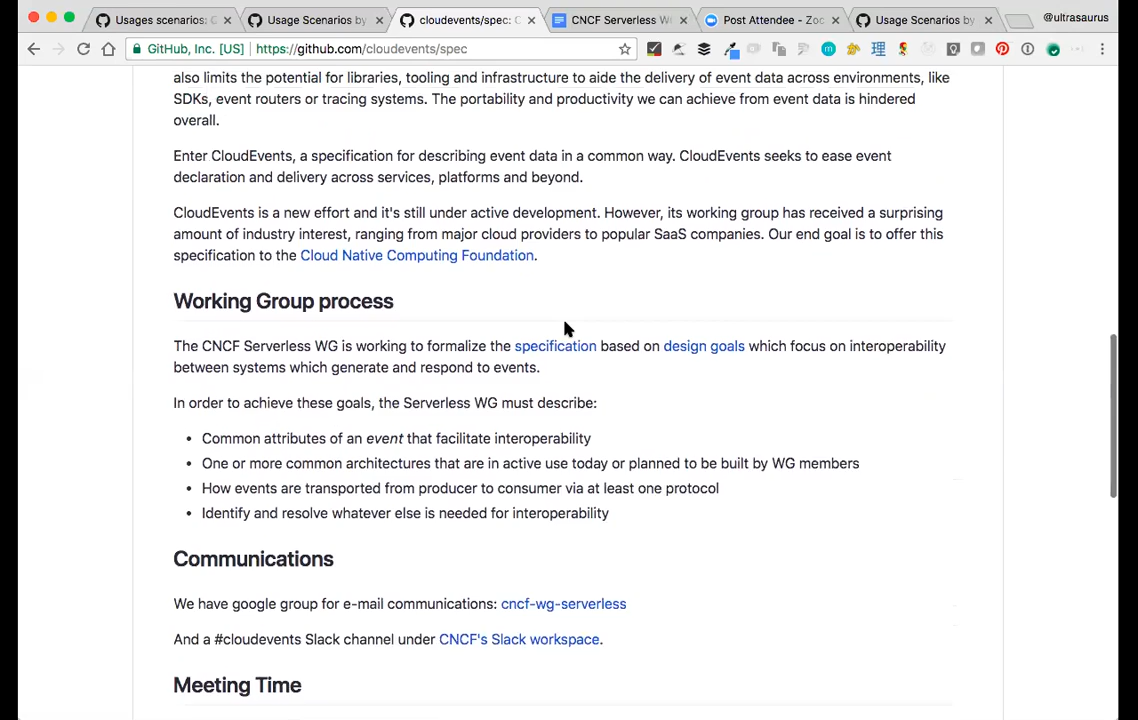 Usages scenarios: C
Usage Scenarios by
cloudevents/spec: C
CNCF Serverless W
Post Attendee - Zoo
Usage Scenarios by
@ultrasaurus
GitHub, Inc. [US] https://github.com/cloudevents/spec
also limits the potential for libraries, tooling and infrastructure to aide the delivery of event data across environments, like
SDKs, event routers or tracing systems. The portability and productivity we can achieve from event data is hindered
overall.
Enter CloudEvents, a specification for describing event data in a common way. CloudEvents seeks to ease event
declaration and delivery across services, platforms and beyond.
CloudEvents is a new effort and it's still under active development. However, its working group has received a surprising
amount of industry interest, ranging from major cloud providers to popular SaaS companies. Our end goal is to offer this
specification to the Cloud Native Computing Foundation.
Working Group process
The CNCF Serverless WG is working to formalize the specification based on design goals which focus on interoperability
between systems which generate and respond to events.
In order to achieve these goals, the Serverless WG must describe:
• Common attributes of an event that facilitate interoperability
• One or more common architectures that are in active use today or planned to be built by WG members
• How events are transported from producer to consumer via at least one protocol
• Identify and resolve whatever else is needed for interoperability
Communications
We have google group for e-mail communications: cncf-wg-serverless
And a #cloudevents Slack channel under CNCF's Slack workspace.
Meeting Time